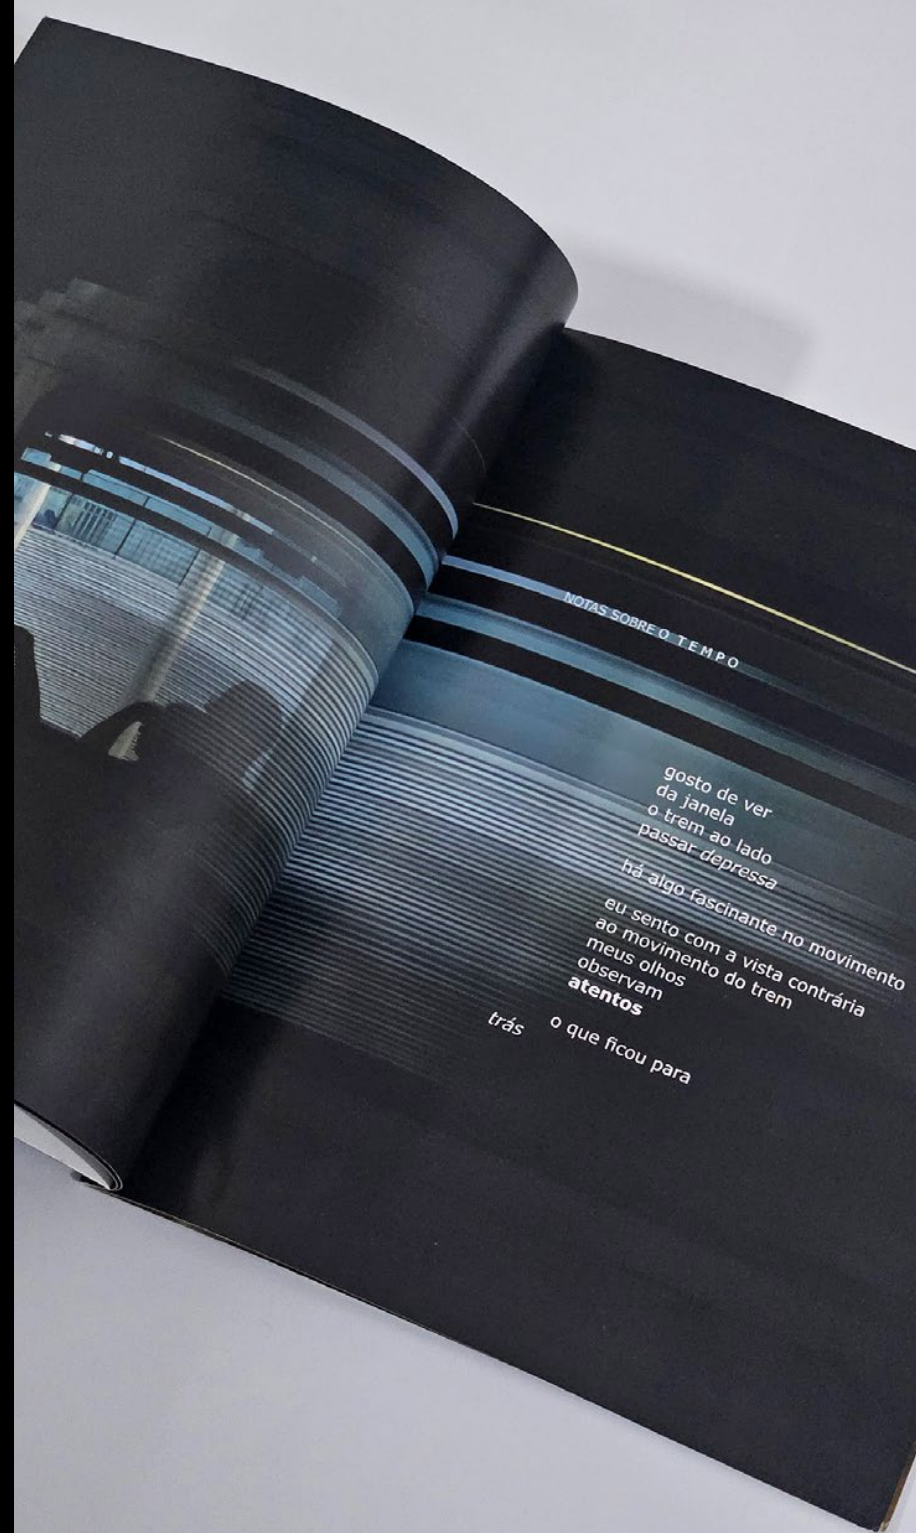 NOTAS SOBRE O TEMPO
gosto de ver
da janela
o trem ao lado
passar depressa
há algo fascinante no movimento
eu sento com a vista contrária
ao movimento do trem
meus olhos
observam
atentos
o que ficou para
trás